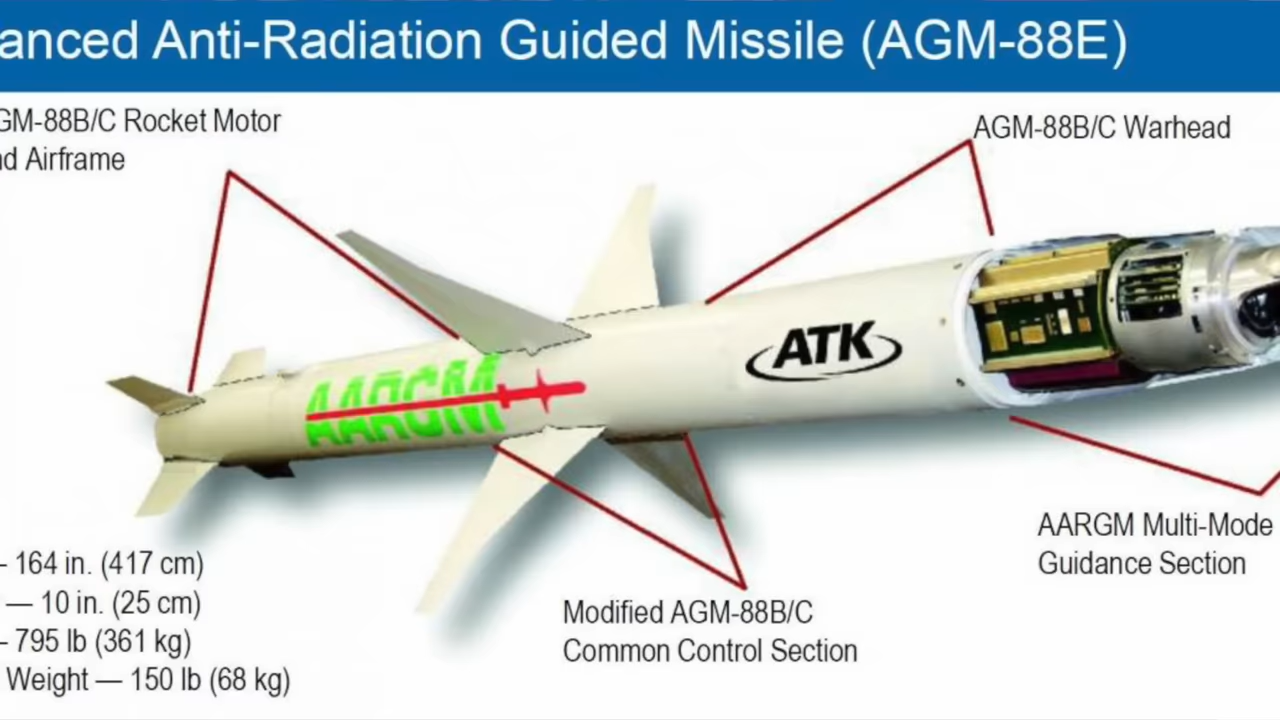 anced Anti-Radiation Guided Missile (AGM-88E)
GM-88B/C Rocket Motor
nd Airframe
AGM-88B/C Warhead
AARGM
ATK
AARGM Multi-Mode
Guidance Section
– 164 in. (417 cm)
— 10 in. (25 cm)
– 795 lb (361 kg)
Weight — 150 lb (68 kg)
Modified AGM-88B/C
Common Control Section